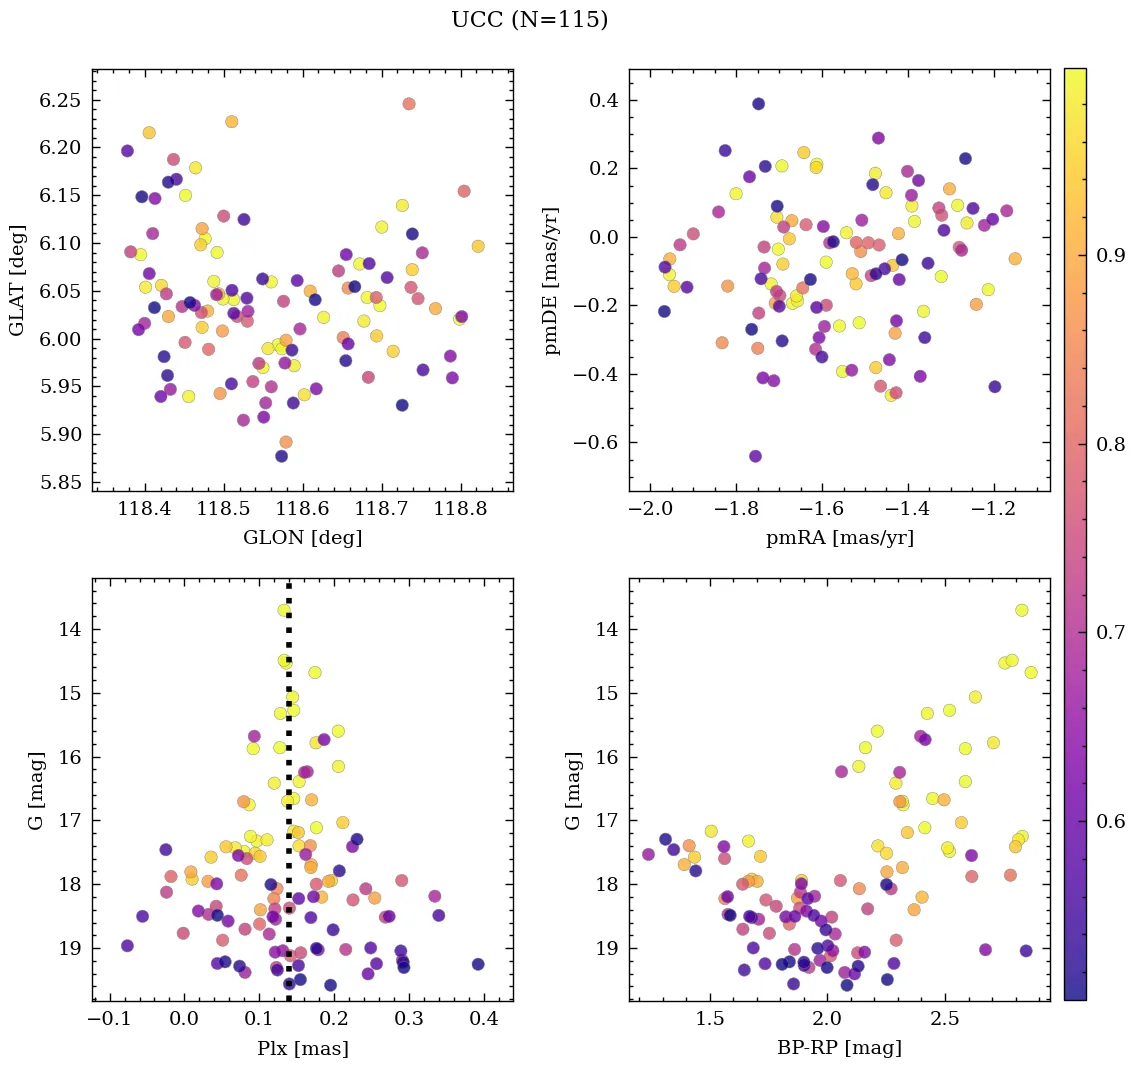 UCC (N=115)
6.25
6.20
6.15
6.10
6.05
6.00
5.95
5.90
5.85
GLAT [deg]
118.4 118.5 118.6 118.7 118.8
GLON [deg]
0.4
0.2
0.0
−0.2
−0.4
−0.6
pmDE [mas/yr]
−2.0 −1.8 −1.6 −1.4 −1.2
pmRA [mas/yr]
0.9
0.8
0.7
0.6
14
15
16
17
18
19
G [mag]
−0.1 0.0 0.1 0.2 0.3 0.4
Plx [mas]
14
15
16
17
18
19
G [mag]
1.5 2.0 2.5
BP-RP [mag]